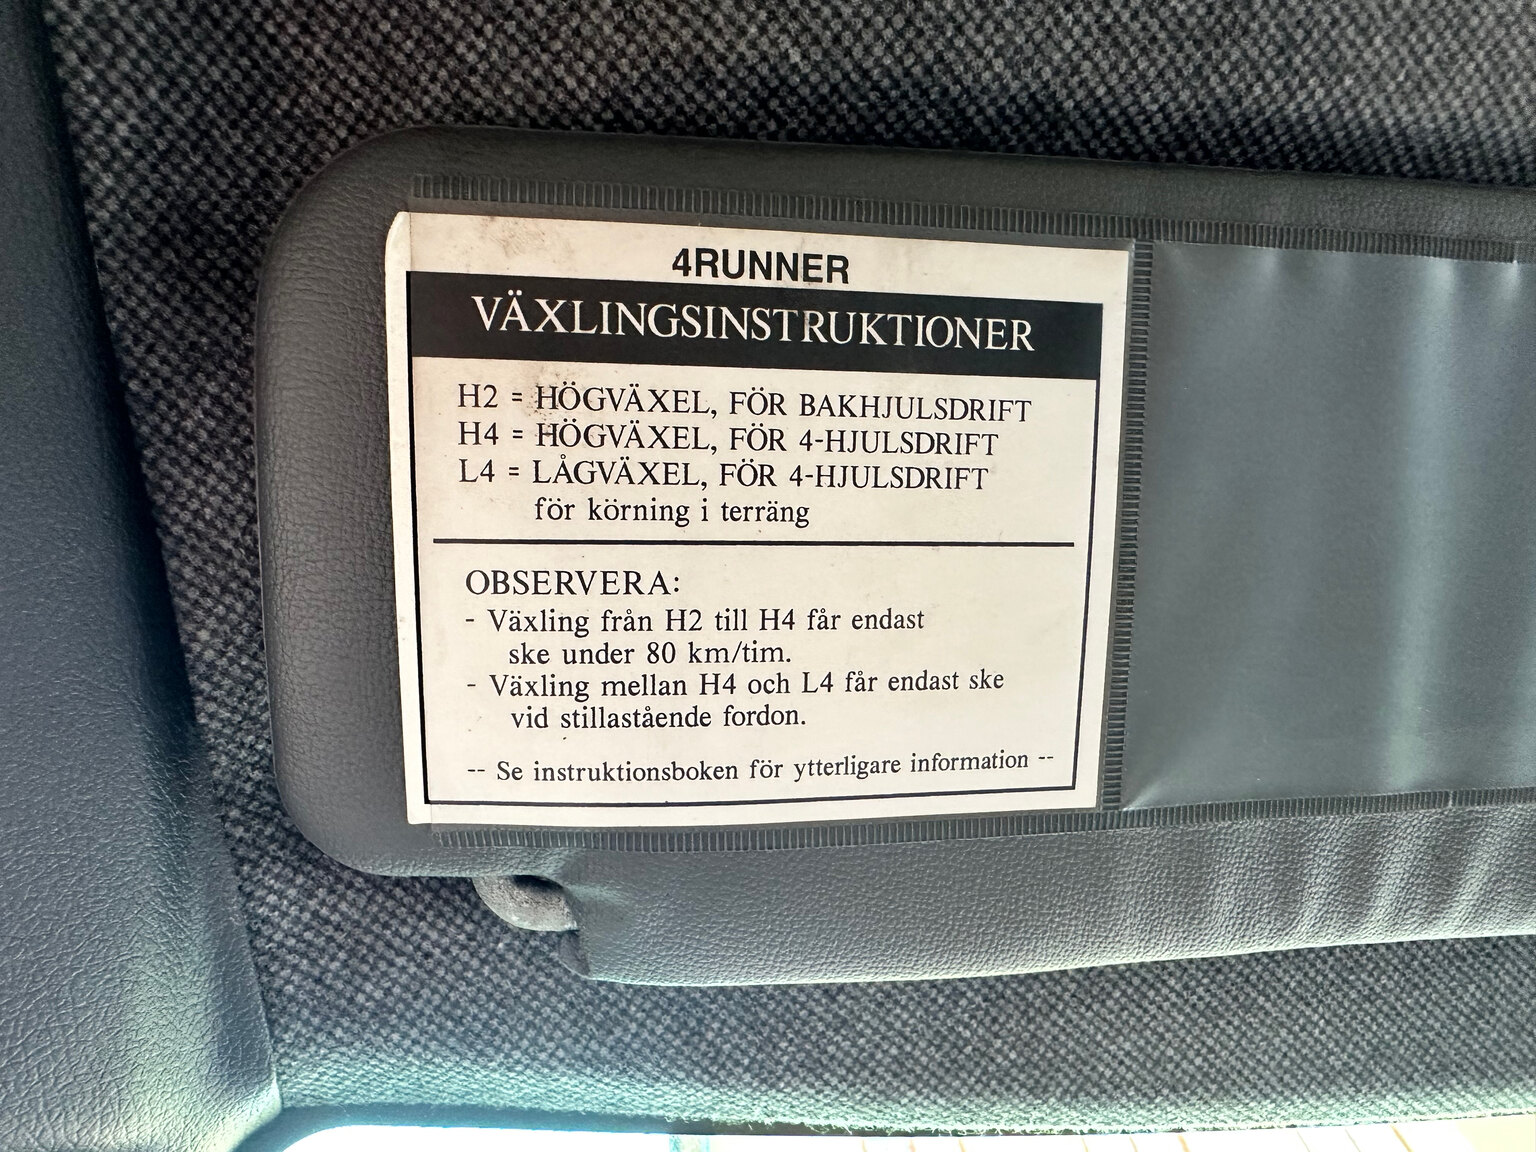 4RUNNER
VÄXLINGSINSTRUKTIONER
H2 = HÖGVÄXEL, FÖR BAKHJULSDRIFT
H4 = HÖGVÄXEL, FÖR 4-HJULSDRIFT
L4 = LÅGVÄXEL, FÖR 4-HJULSDRIFT
för körning i terräng
OBSERVERA:
- Växling från H2 till H4 får endast
ske under 80 km/tim.
- Växling mellan H4 och L4 får endast ske
vid stillastående fordon.
-- Se instruktionsboken för ytterligare information --